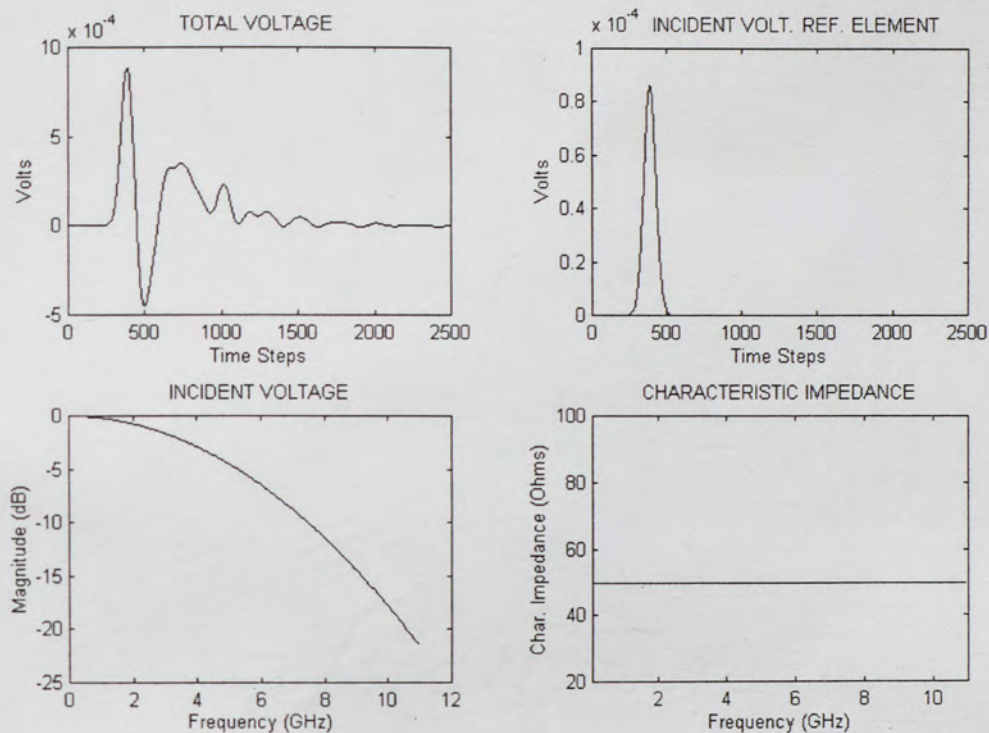 TOTAL VOLTAGE
x 10-4
10
5
0
-5
Volts
0 500 1000 1500 2000 2500
Time Steps
INCIDENT VOLT. REF. ELEMENT
x 10-4
1
0.8
0.6
0.4
0.2
0
Volts
0 500 1000 1500 2000 2500
Time Steps
INCIDENT VOLTAGE
0
-5
-10
-15
-20
-25
Magnitude (dB)
0 2 4 6 8 10 12
Frequency (GHz)
CHARACTERISTIC IMPEDANCE
100
80
60
40
20
Char. Impedance (Ohms)
2 4 6 8 10
Frequency (GHz)